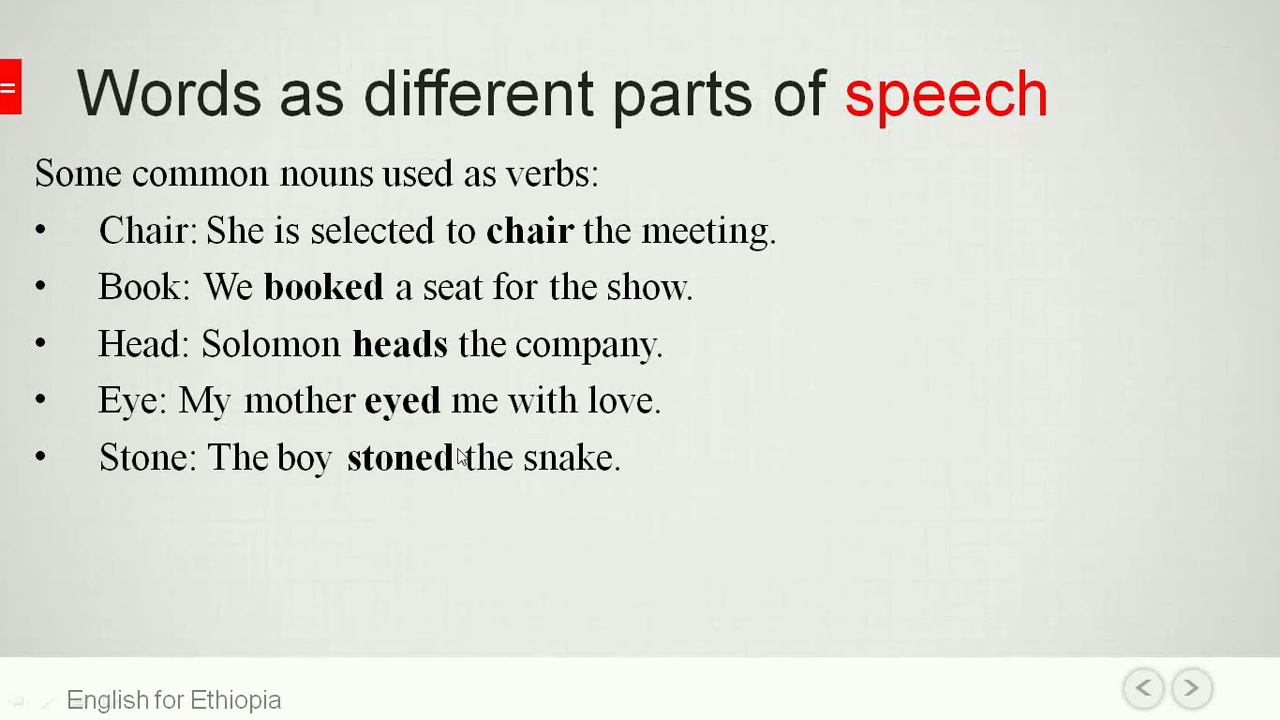 =
Words as different parts of speech
Some common nouns used as verbs:
• Chair: She is selected to chair the meeting.
• Book: We booked a seat for the show.
• Head: Solomon heads the company.
• Eye: My mother eyed me with love.
• Stone: The boy stoned the snake.
English for Ethiopia
< >